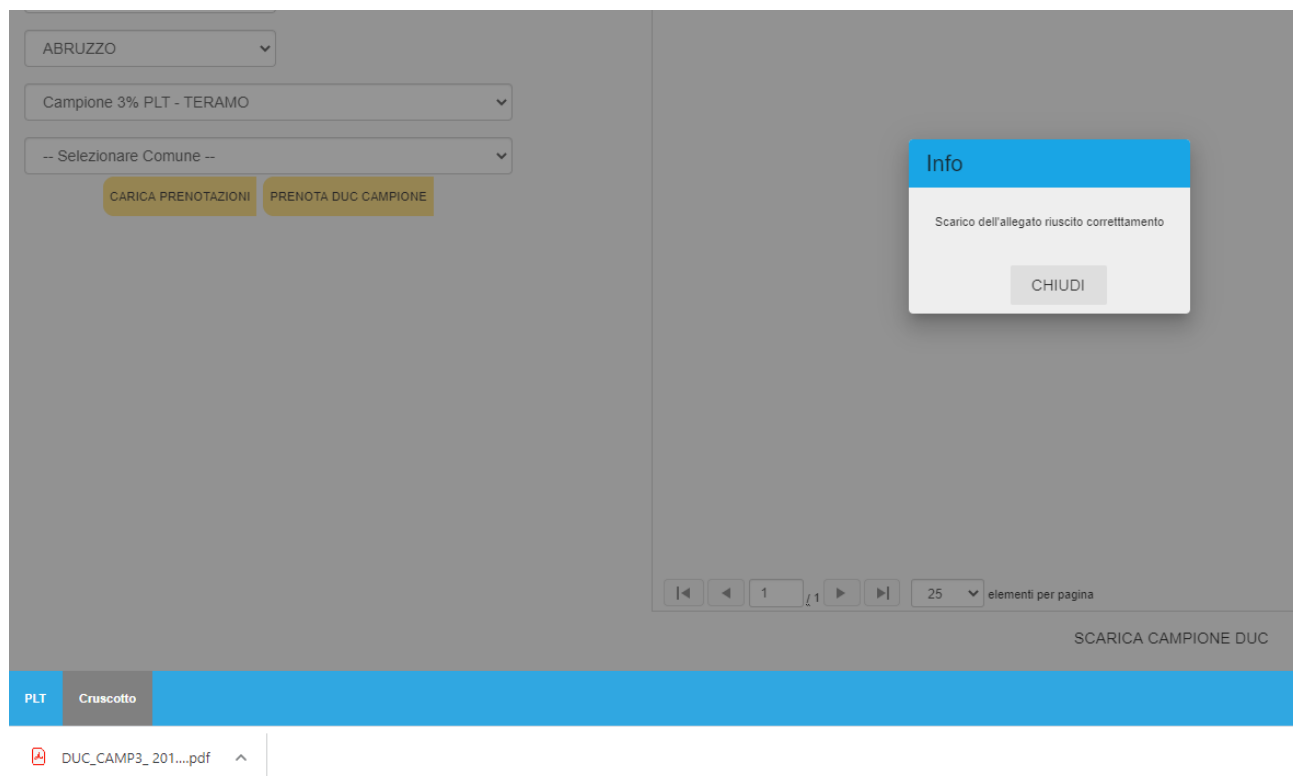 ABRUZZO
Campione 3% PLT - TERAMO
-- Selezionare Comune --
CARICA PRENOTAZIONI PRENOTA DUC CAMPIONE
Info
Scarico dell'allegato riuscito corretttamento
CHIUDI
1 / 1 25 elementi per pagina
SCARICA CAMPIONE DUC
PLT Cruscotto
DUC_CAMP3_ 201....pdf